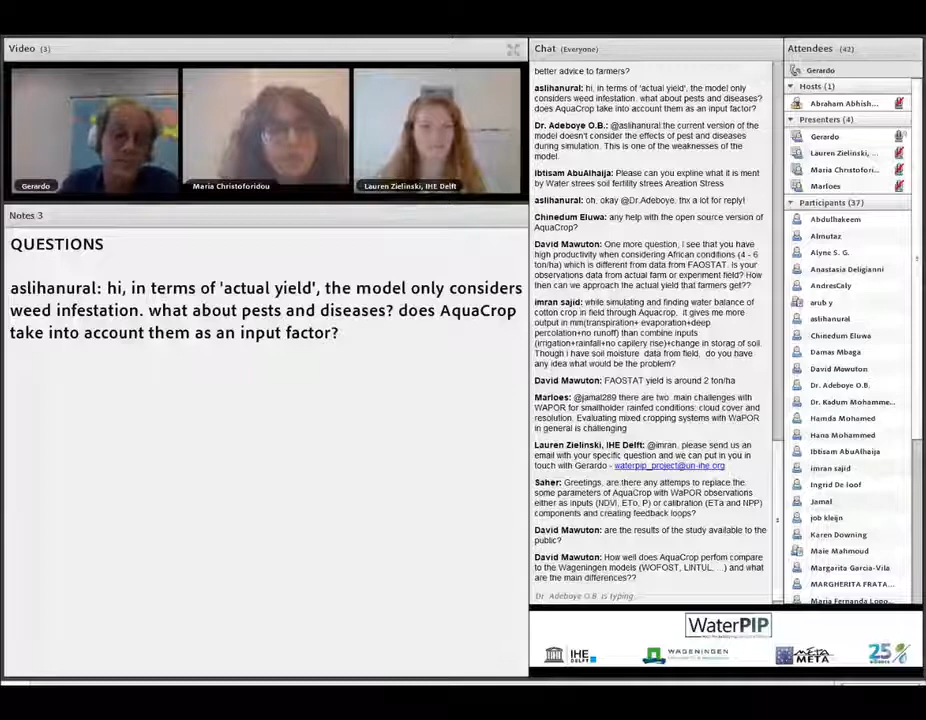 Video (3)
Gerardo
Maria Christoforidou
Lauren Zielinski, IHE Delft
Notes 3
QUESTIONS
aslihanural: hi, in terms of 'actual yield', the model only considers
weed infestation. what about pests and diseases? does AquaCrop
take into account them as an input factor?
Chat (Everyone)
better advice to farmers?
aslihanural: hi, in terms of 'actual yield', the model only
considers weed infestation. what about pests and diseases?
does AquaCrop take into account them as an input factor?
Dr. Adeboye O.B.: @aslihanural the current version of the
model doesn't consider the effects of pest and diseases
during simulation. This is one of the weaknesses of the
model.
ibtisam AbuAlhaija: Please can you expline what it is ment
by Water strees soil fertility strees Areation Stress
aslihanural: oh, okay @Dr.Adeboye. thx a lot for reply!
Chinedum Eluwa: any help with the open source version of
AquaCrop?
David Mawuton: One more question, I see that you have
high productivity when considering African conditions (4 - 6
ton/ha) which is different from data from FAOSTAT. Is your
observations data from actual farm or experiment field? How
then can we approach the actual yield that farmers get??
imran sajid: while simulating and finding water balance of
cotton crop in field through Aquacrop, it gives me more
output in mm(transpiration+ evaporation+deep
percolation+no runoff) than combine inputs
(irrigation+rainfall+no capilery rise)+change in storag of soil.
Though i have soil moisture data from field. do you have
any idea what would be the problem?
David Mawuton: FAOSTAT yield is around 2 ton/ha
Marloes: @jamal289 there are two main challenges with
WAPOR for smallholder rainfed conditions: cloud cover and
resolution. Evaluating mixed cropping systems with WaPOR
in general is challenging
Lauren Zielinski, IHE Delft: @imran, please send us an
email with your specific question and we can put in you in
touch with Gerardo - waterpip_project@un-ihe.org
Saher: Greetings, are there any attemps to replace the
some parameters of AquaCrop with WaPOR observations
either as inputs (NDVI, ETo, P) or calibration (ETa and NPP)
components and creating feedback loops?
David Mawuton: are the results of the study available to the
public?
David Mawuton: How well does AquaCrop perfom compare
to the Wageningen models (WOFOST, LINTUL, ...) and what
are the main differences??
Dr. Adeboye O.B. is typing...
Attendees (42)
Gerardo
Hosts (1)
Abraham Abhish...
Presenters (4)
Gerardo
Lauren Zielinski, ...
Maria Christofori...
Marloes
Participants (37)
Abdulhakeem
Almutaz
Alyne S. G.
Anastasia Deligianni
AndresCaly
arub y
aslihanural
Chinedum Eluwa
Damas Mbaga
David Mawuton
Dr. Adeboye O.B.
Dr. Kadum Mohamme...
Hamda Mohamed
Hana Mohammed
Ibtisam AbuAlhaija
imran sajid
Ingrid De loof
Jamal
job kleijn
Karen Downing
Maie Mahmoud
Margarita Garcia-Vila
MARGHERITA FRATA...
Maria Fernanda Lopo...
WaterPIP
IHE
DELFT
WAGENINGEN
META
META
25